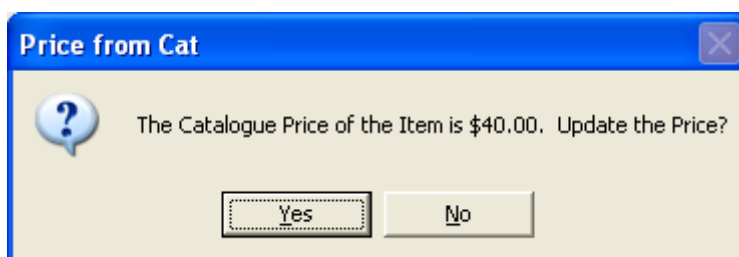 Price from Cat
The Catalogue Price of the Item is $40.00.  Update the Price?
Yes
No